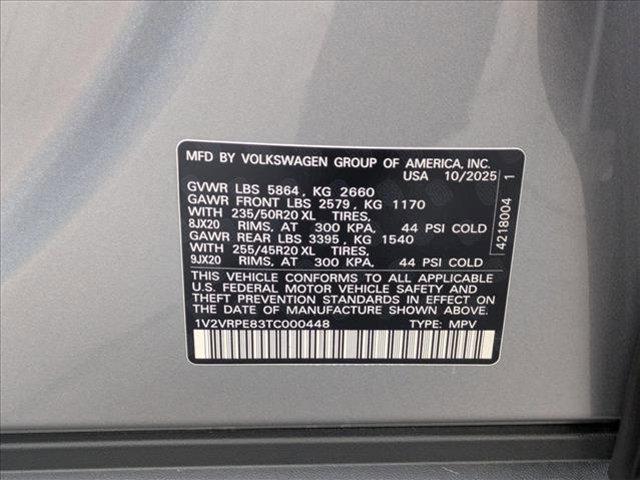 MFD BY VOLKSWAGEN GROUP OF AMERICA, INC.
USA 10/2025
GVWR LBS 5864 , KG 2660
GAWR FRONT LBS 2579 , KG 1170
WITH 235/50R20 XL TIRES,
8JX20 RIMS, AT 300 KPA, 44 PSI COLD
GAWR REAR LBS 3395 , KG 1540
WITH 255/45R20 XL TIRES,
9JX20 RIMS, AT 300 KPA, 44 PSI COLD
THIS VEHICLE CONFORMS TO ALL APPLICABLE
U.S. FEDERAL MOTOR VEHICLE SAFETY AND
THEFT PREVENTION STANDARDS IN EFFECT ON
THE DATE OF MANUFACTURE SHOWN ABOVE.
1V2VRPE83TC000448 TYPE: MPV
4218004 1